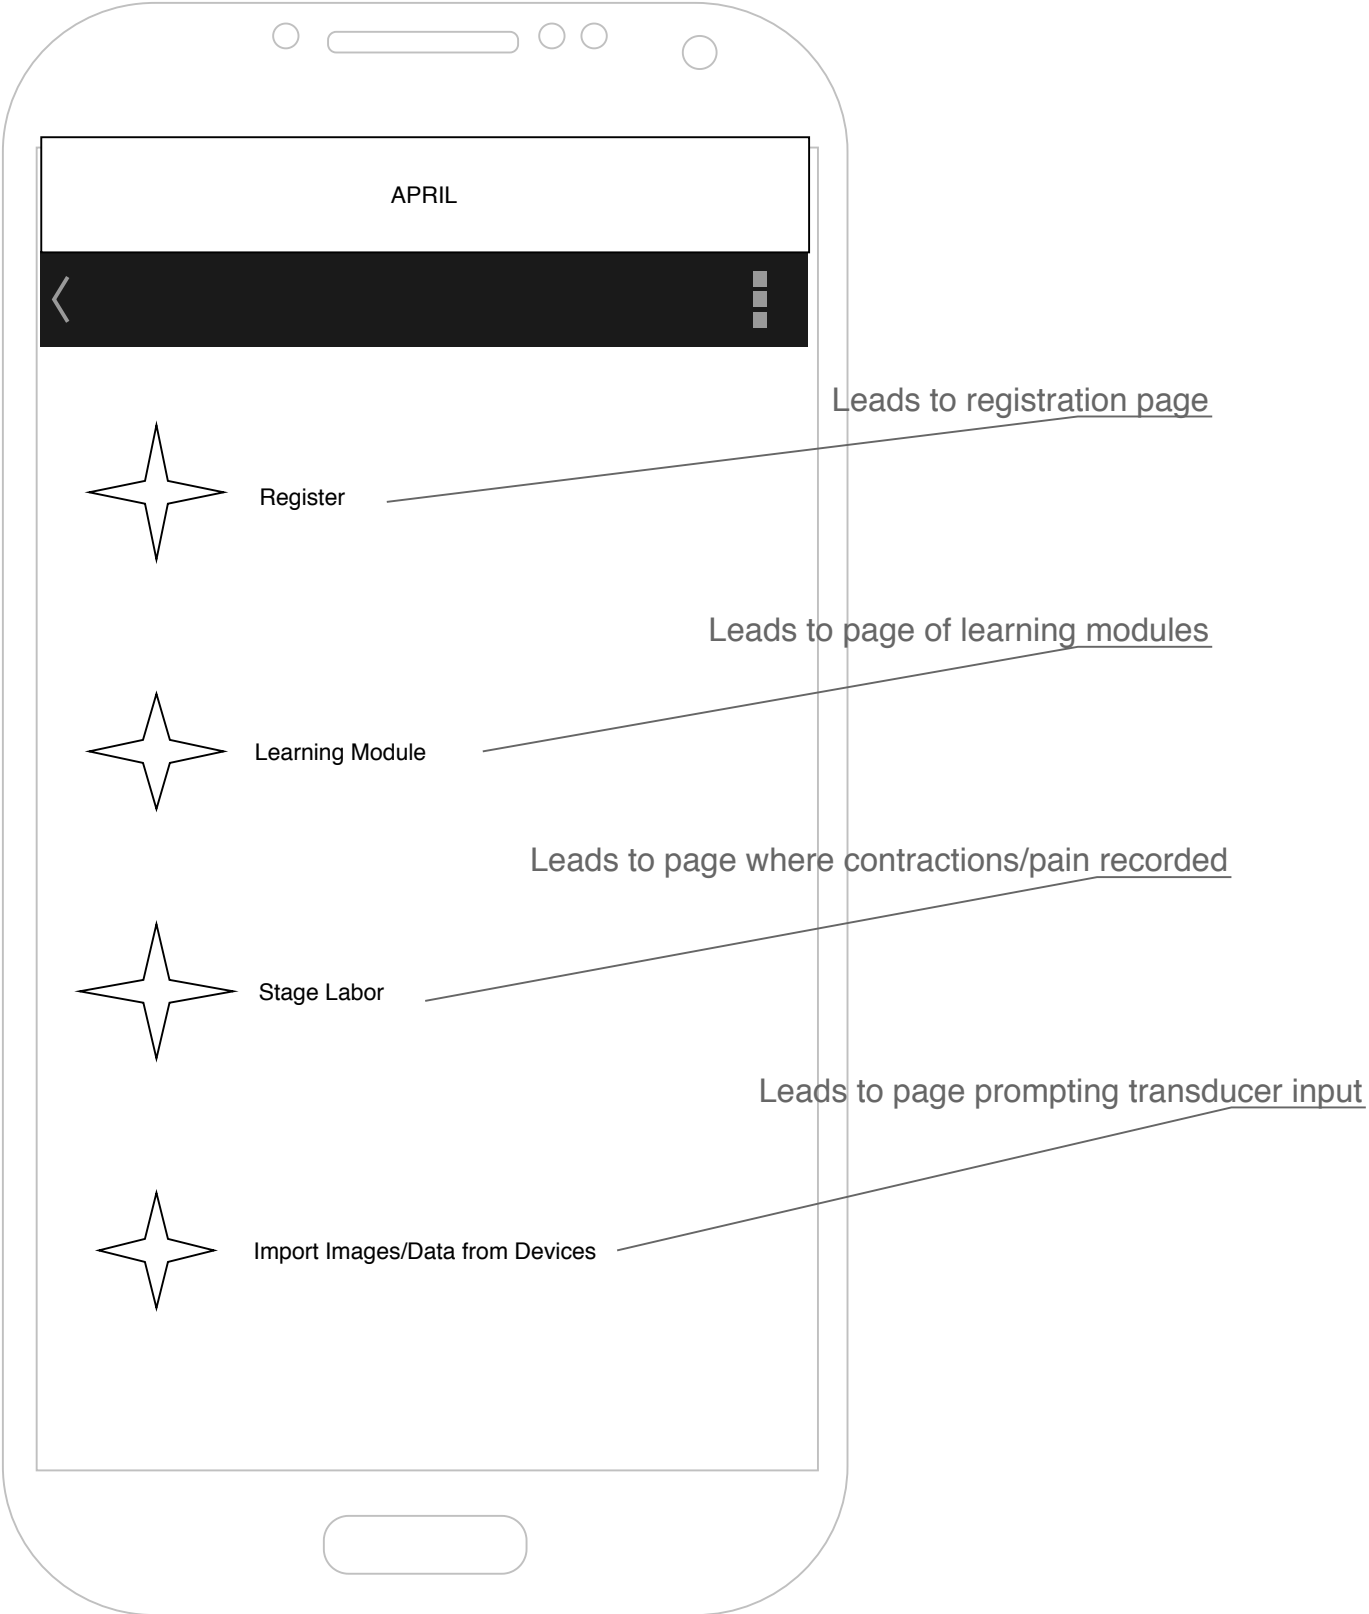 APRIL
Leads to registration page
Register
Leads to page of learning modules
Learning Module
Leads to page where contractions/pain recorded
Stage Labor
Leads to page prompting transducer input
Import Images/Data from Devices